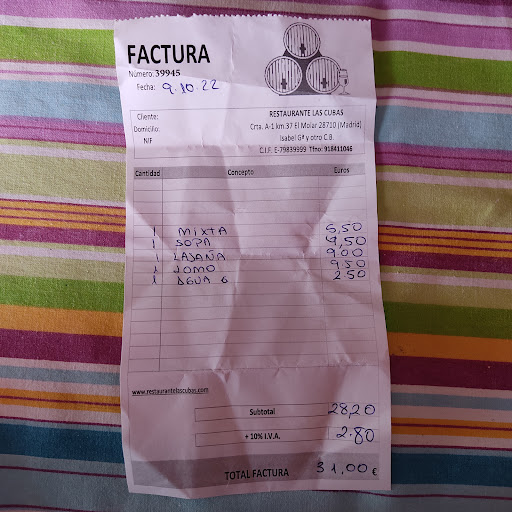 FACTURA
Número: 39945
Fecha: 9.10.22
Cliente:
Domicilio:
NIF
RESTAURANTE LAS CUBAS
Crta. A-1 km 37 El Molar 28710 (Madrid)
Isabel Gª y otro C.B.
C.I.F. E-79839999 Tfno: 918411046
Cantidad Concepto Euros
1 MIXTA 5,50
1 SOPA 4,50
1 LASAÑA 9,00
1 LOMO 9,50
1 AGUA G 2,50
www.restaurantelascubas.com
Subtotal 28,20
+ 10% I.V.A. 2.80
TOTAL FACTURA 31,00 €